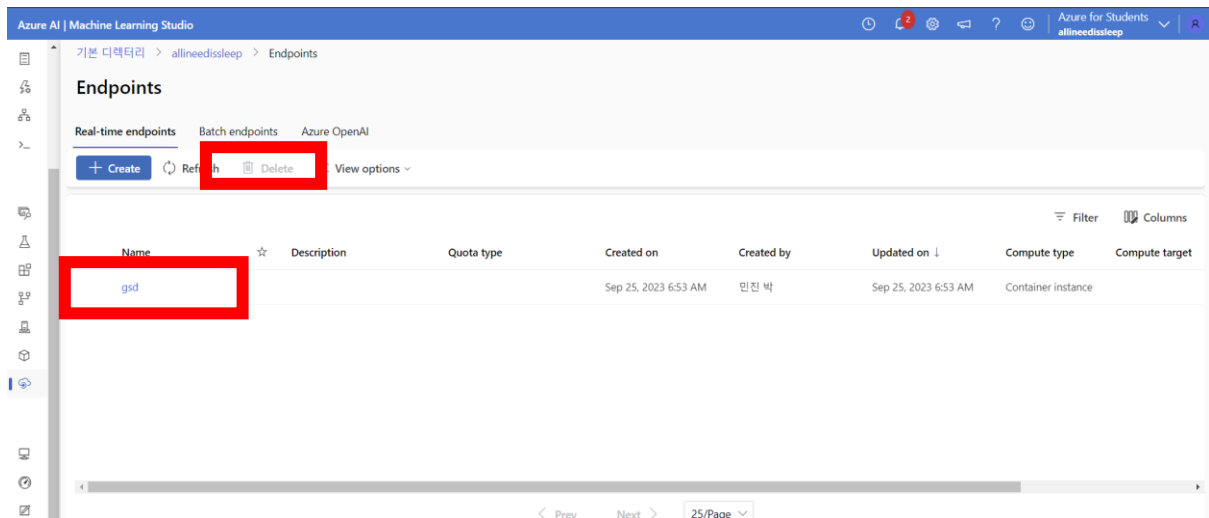 Azure AI | Machine Learning Studio
2
Azure for Students
allineedissleep
A
기본 디렉터리 > allineedissleep > Endpoints
Endpoints
Real-time endpoints Batch endpoints Azure OpenAI
+ Create Delete View options
Filter Columns
Name Description Quota type Created on Created by Updated on ↓ Compute type Compute target
gsd Sep 25, 2023 6:53 AM 민진 박 Sep 25, 2023 6:53 AM Container instance
< Prev Next > 25/Page